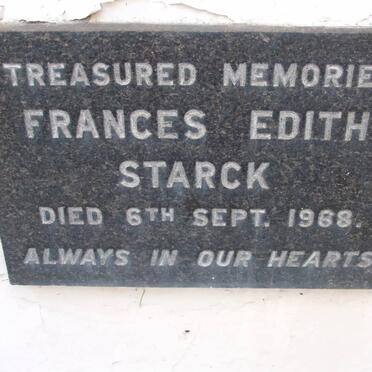 TREASURED MEMORIE
FRANCES EDITH
STARCK
DIED 6TH SEPT. 1968.
ALWAYS IN OUR HEARTS